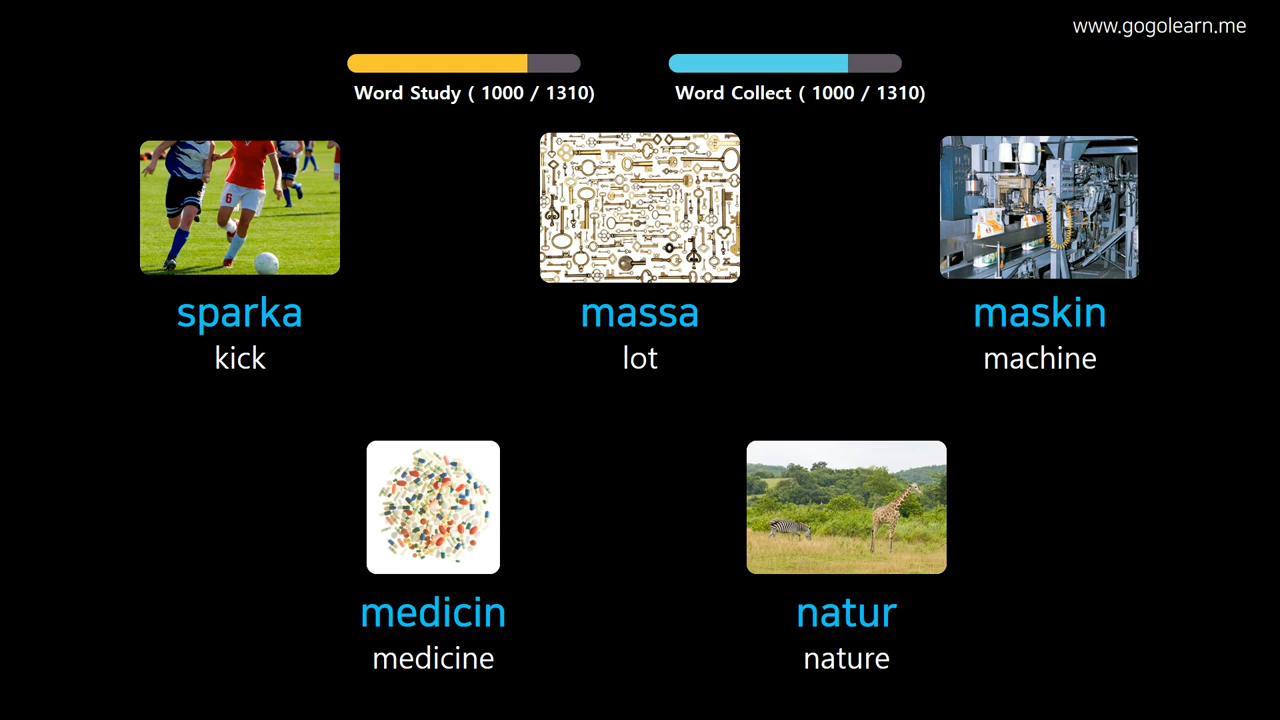 www.gogolearn.me
Word Study ( 1000 / 1310)
Word Collect ( 1000 / 1310)
6
sparka
kick
massa
lot
maskin
machine
medicin
medicine
natur
nature